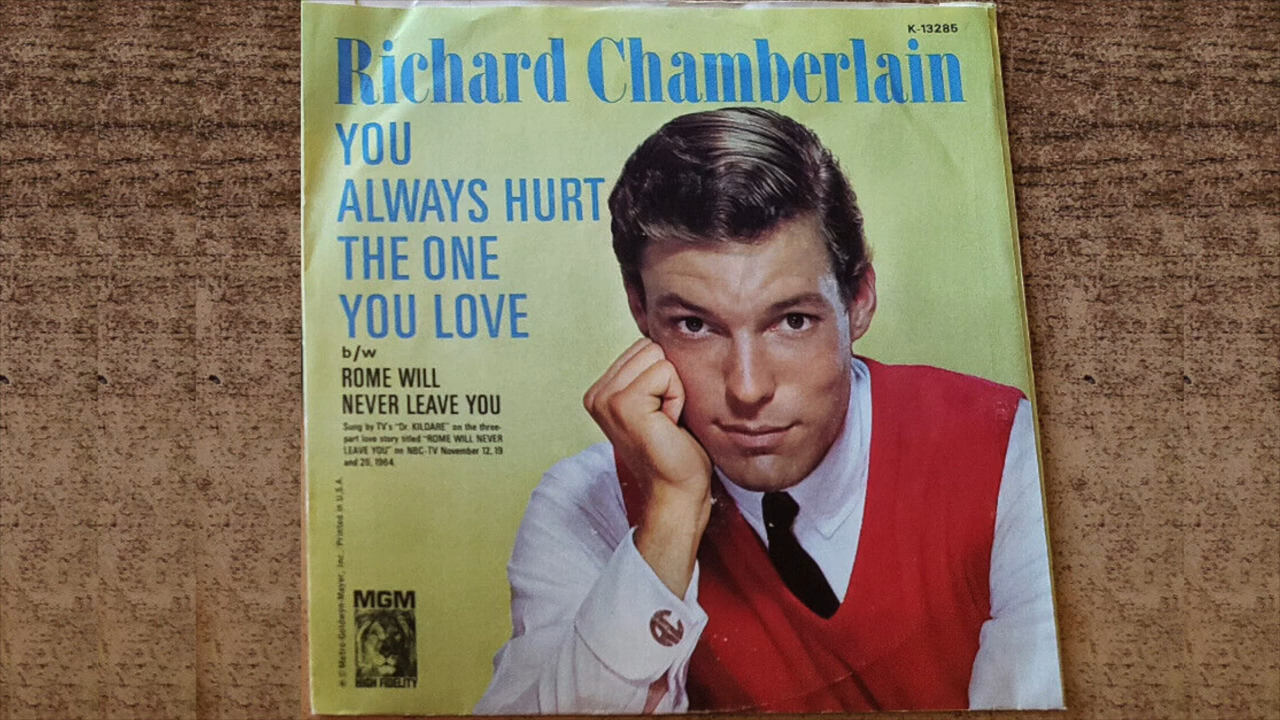 K-13285
Richard Chamberlain
YOU
ALWAYS HURT
THE ONE
YOU LOVE
b/w
ROME WILL
NEVER LEAVE YOU
Sung by TV's "Dr. KILDARE" on the three-
part love story titled "ROME WILL NEVER
LEAVE YOU" on NBC-TV November 12, 19
and 26, 1964.
Metro-Goldwyn-Mayer, Inc. Printed in U.S.A.
MGM
HIGH FIDELITY
RC